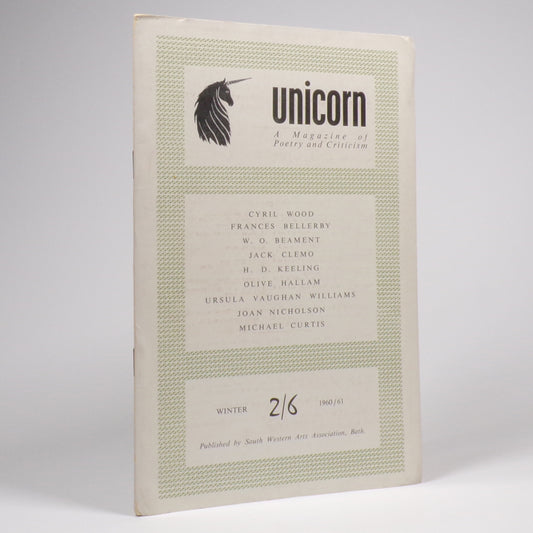 unicorn
A Magazine of
Poetry and Criticism
CYRIL WOOD
FRANCES BELLERBY
W. O. BEAMENT
JACK CLEMO
H. D. KEELING
OLIVE HALLAM
URSULA VAUGHAN WILLIAMS
JOAN NICHOLSON
MICHAEL CURTIS
WINTER 2/6 1960/61
Published by South Western Arts Association, Bath.